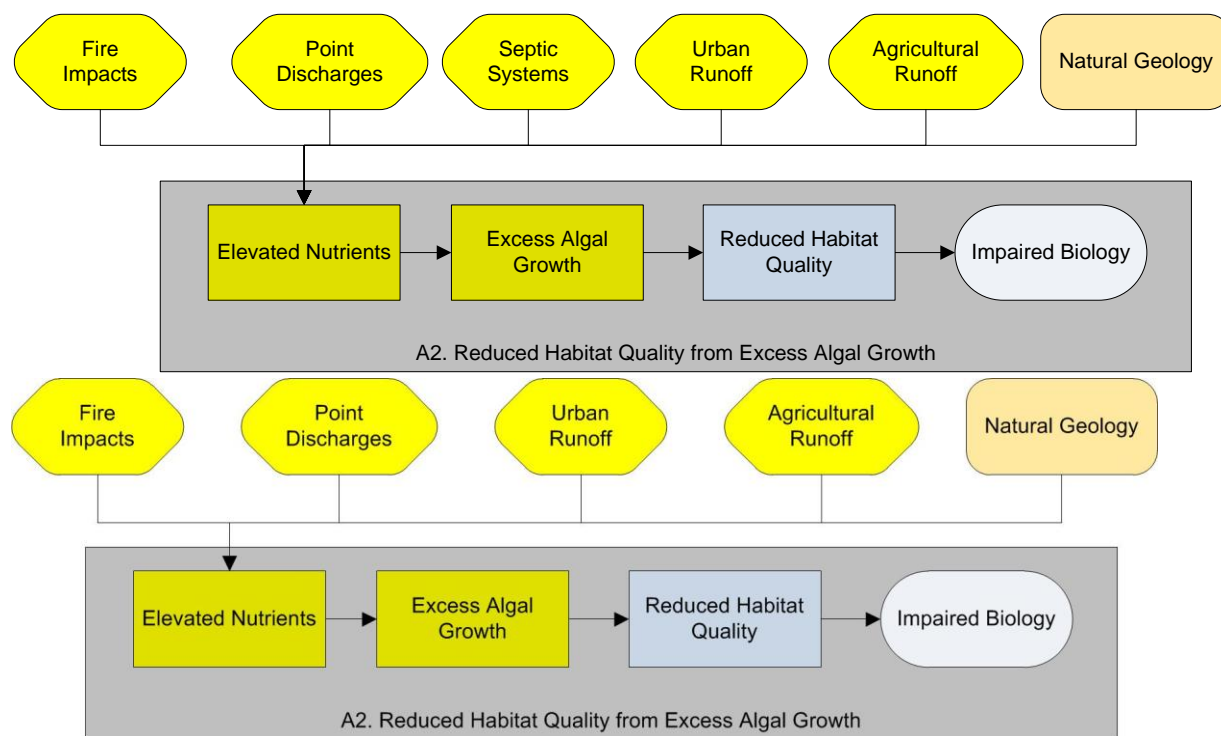 Fire
Impacts
Point
Discharges
Septic
Systems
Urban
Runoff
Agricultural
Runoff
Natural Geology
Elevated Nutrients
Excess Algal
Growth
Reduced Habitat
Quality
Impaired Biology
A2. Reduced Habitat Quality from Excess Algal Growth
Fire
Impacts
Point
Discharges
Urban
Runoff
Agricultural
Runoff
Natural Geology
Elevated Nutrients
Excess Algal
Growth
Reduced Habitat
Quality
Impaired Biology
A2. Reduced Habitat Quality from Excess Algal Growth